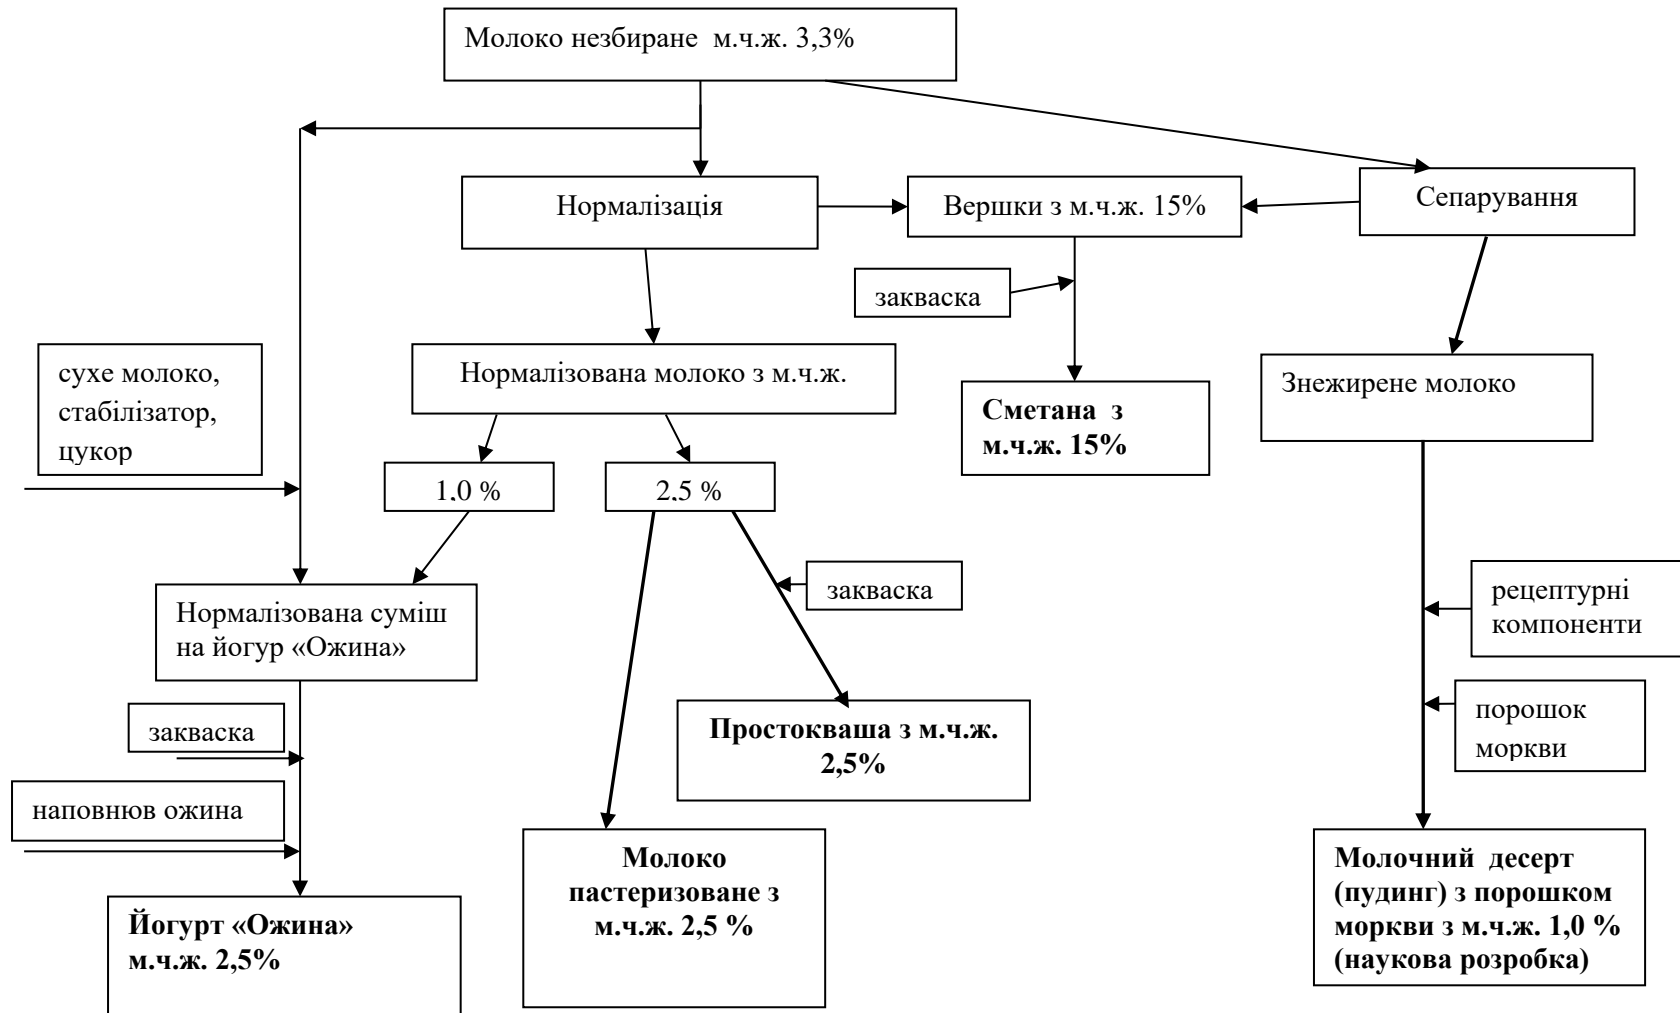 Молоко незбиране м.ч.ж. 3,3%
Нормалізація
Вершки з м.ч.ж. 15%
Сепарування
закваска
сухе молоко,
стабілізатор,
цукор
Нормалізована молоко з м.ч.ж.
Сметана з
м.ч.ж. 15%
Знежирене молоко
1,0 %
2,5 %
закваска
рецептурні
компоненти
Нормалізована суміш
на йогур «Ожина»
закваска
Простокваша з м.ч.ж.
2,5%
порошок
моркви
наповнюв ожина
Молоко
пастеризоване з
м.ч.ж. 2,5 %
Молочний десерт
(пудинг) з порошком
моркви з м.ч.ж. 1,0 %
(наукова розробка)
Йогурт «Ожина»
м.ч.ж. 2,5%